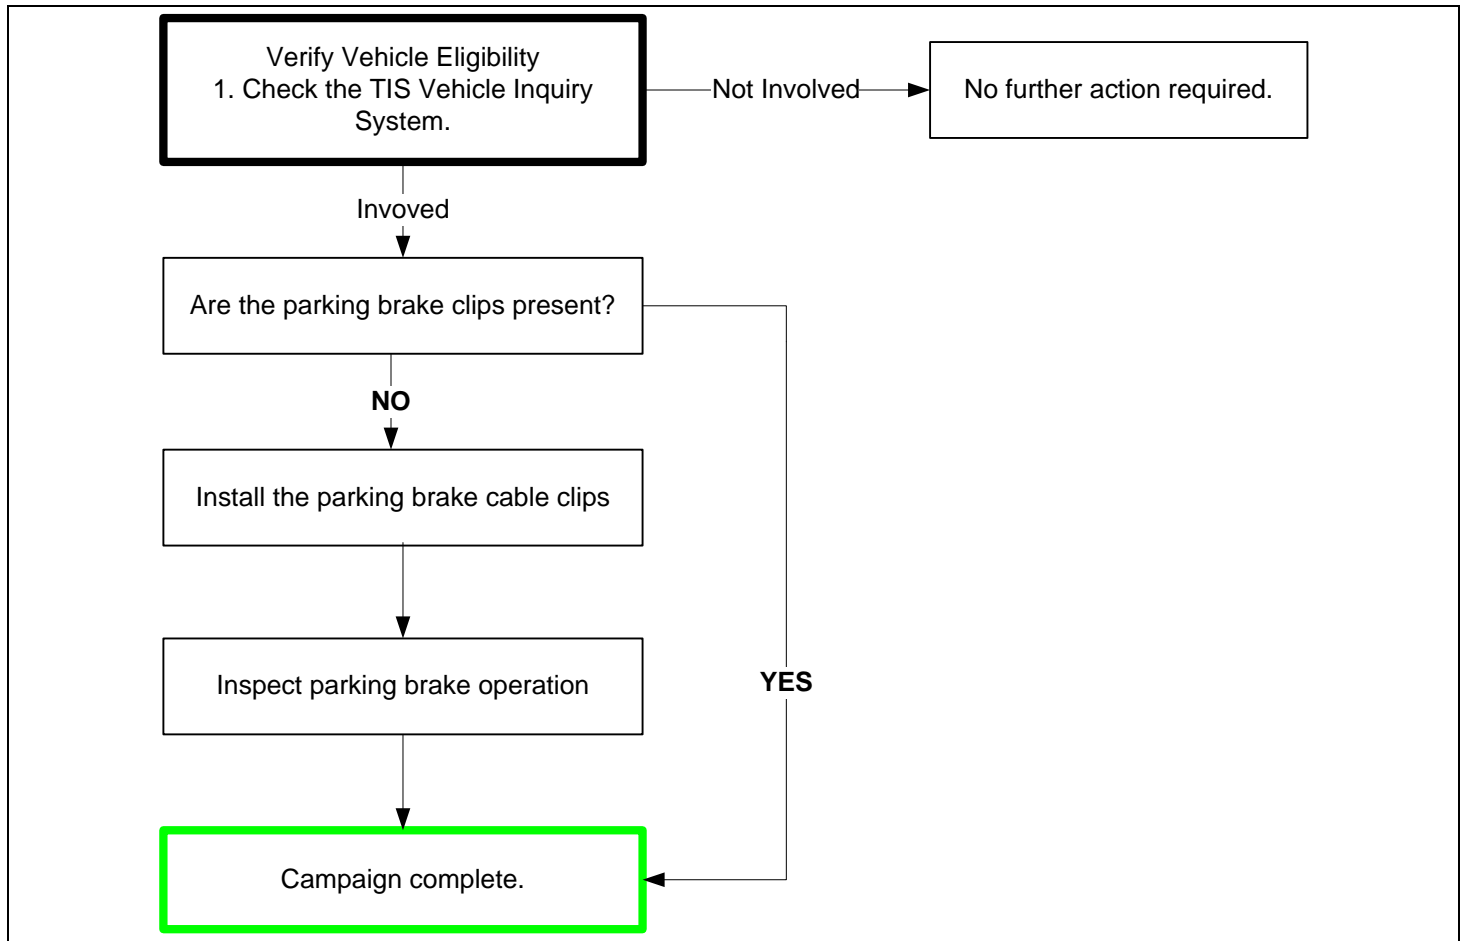 Verify Vehicle Eligibility
1. Check the TIS Vehicle Inquiry
System.
Not Involved
No further action required.
Invoved
Are the parking brake clips present?
NO
Install the parking brake cable clips
Inspect parking brake operation
YES
Campaign complete.